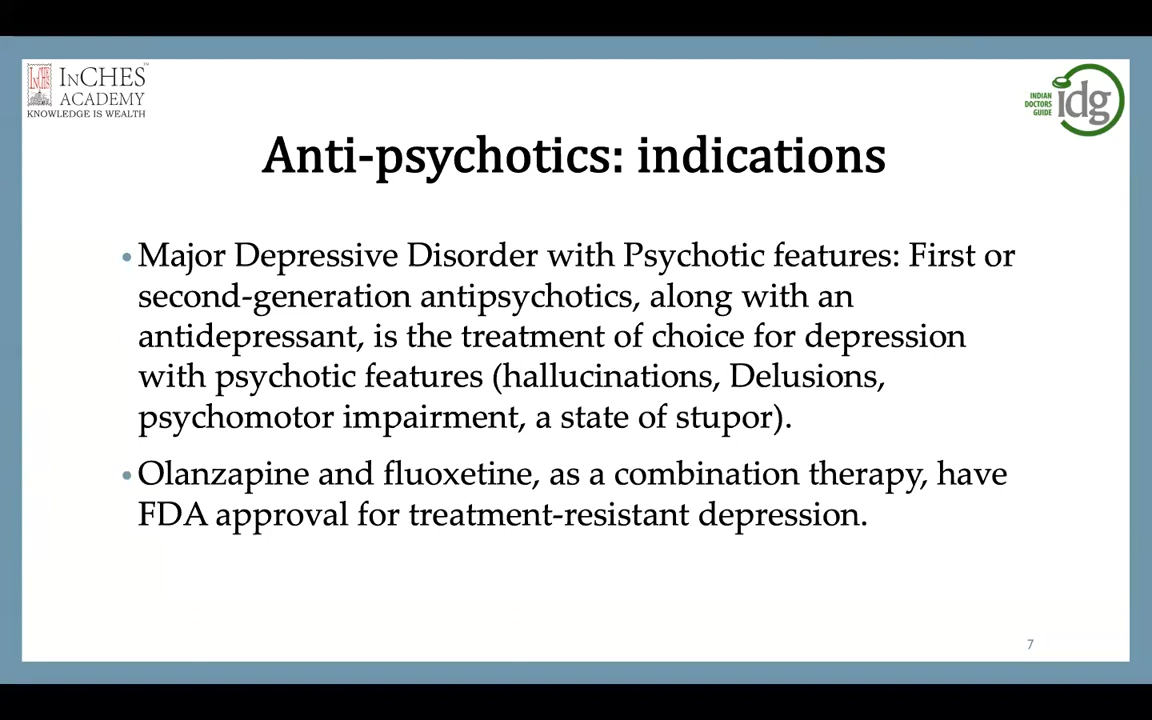 InCHES
ACADEMY
KNOWLEDGE IS WEALTH
INDIAN
DOCTORS
GUIDE
idg
Anti-psychotics: indications
• Major Depressive Disorder with Psychotic features: First or
second-generation antipsychotics, along with an
antidepressant, is the treatment of choice for depression
with psychotic features (hallucinations, Delusions,
psychomotor impairment, a state of stupor).
• Olanzapine and fluoxetine, as a combination therapy, have
FDA approval for treatment-resistant depression.
7